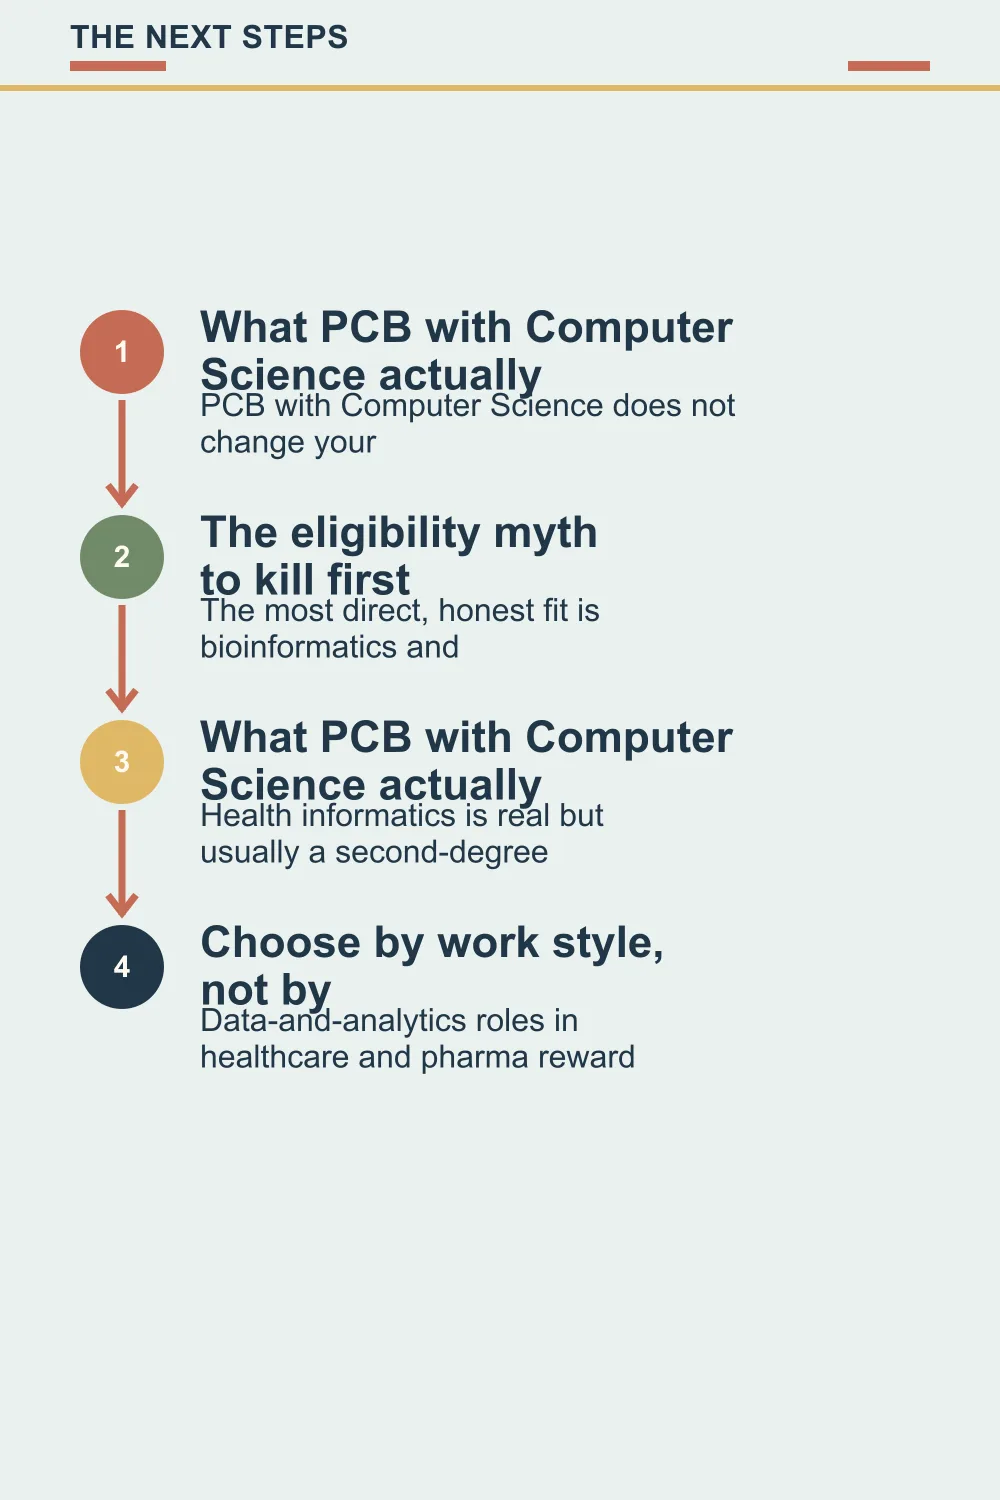 THE NEXT STEPS
1
What PCB with Computer
Science actually
PCB with Computer Science does not
change your
2
The eligibility myth
to kill first
The most direct, honest fit is
bioinformatics and
3
What PCB with Computer
Science actually
Health informatics is real but
usually a second-degree
4
Choose by work style,
not by
Data-and-analytics roles in
healthcare and pharma reward